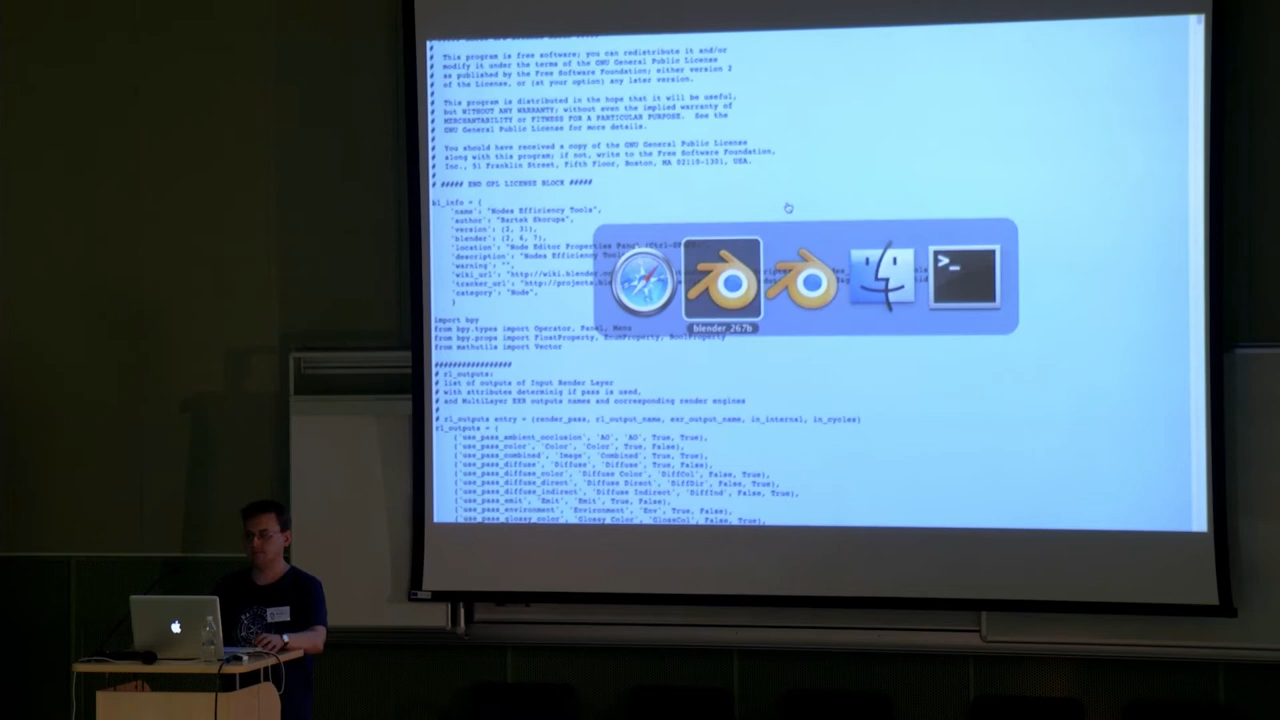 #
# This program is free software; you can redistribute it and/or
# modify it under the terms of the GNU General Public License
# as published by the Free Software Foundation; either version 2
# of the License, or (at your option) any later version.
#
# This program is distributed in the hope that it will be useful,
# but WITHOUT ANY WARRANTY; without even the implied warranty of
# MERCHANTABILITY or FITNESS FOR A PARTICULAR PURPOSE. See the
# GNU General Public License for more details.
#
# You should have received a copy of the GNU General Public License
# along with this program; if not, write to the Free Software Foundation,
# Inc., 51 Franklin Street, Fifth Floor, Boston, MA 02110-1301, USA.
#
# ##### END GPL LICENSE BLOCK #####
bl_info = {
'name': "Nodes Efficiency Tools",
'author': "Bartek Skorupa",
'version': (2, 31),
'blender': (2, 6, 7),
'location': "Node Editor Properties Panel
'description': "Nodes Efficiency Tools
'warning': "",
'wiki_url': "http://wiki.blender.
'tracker_url': "http://projects.
'category': "Node",
}
>_
blender_267b
import bpy
from bpy.types import Operator, Panel, Menu
from bpy.props import FloatProperty, EnumProperty, BoolProperty
from mathutils import Vector
#################
# rl_outputs:
# list of outputs of Input Render Layer
# with attributes determinig if pass is used,
# and MultiLayer EXR outputs names and corresponding render engines
#
# rl_outputs entry = (render_pass, rl_output_name, exr_output_name, in_internal, in_cycles)
rl_outputs = (
('use_pass_ambient_occlusion', 'AO', 'AO', True, True),
('use_pass_color', 'Color', 'Color', True, False),
('use_pass_combined', 'Image', 'Combined', True, True),
('use_pass_diffuse', 'Diffuse', 'Diffuse', True, False),
('use_pass_diffuse_color', 'Diffuse Color', 'DiffCol', False, True),
('use_pass_diffuse_direct', 'Diffuse Direct', 'DiffDir', False, True),
('use_pass_diffuse_indirect', 'Diffuse Indirect', 'DiffInd', False, True),
('use_pass_emit', 'Emit', 'Emit', True, False),
('use_pass_environment', 'Environment', 'Env', True, False),
('use_pass_glossy_color', 'Glossy Color', 'GlossCol', False, True),